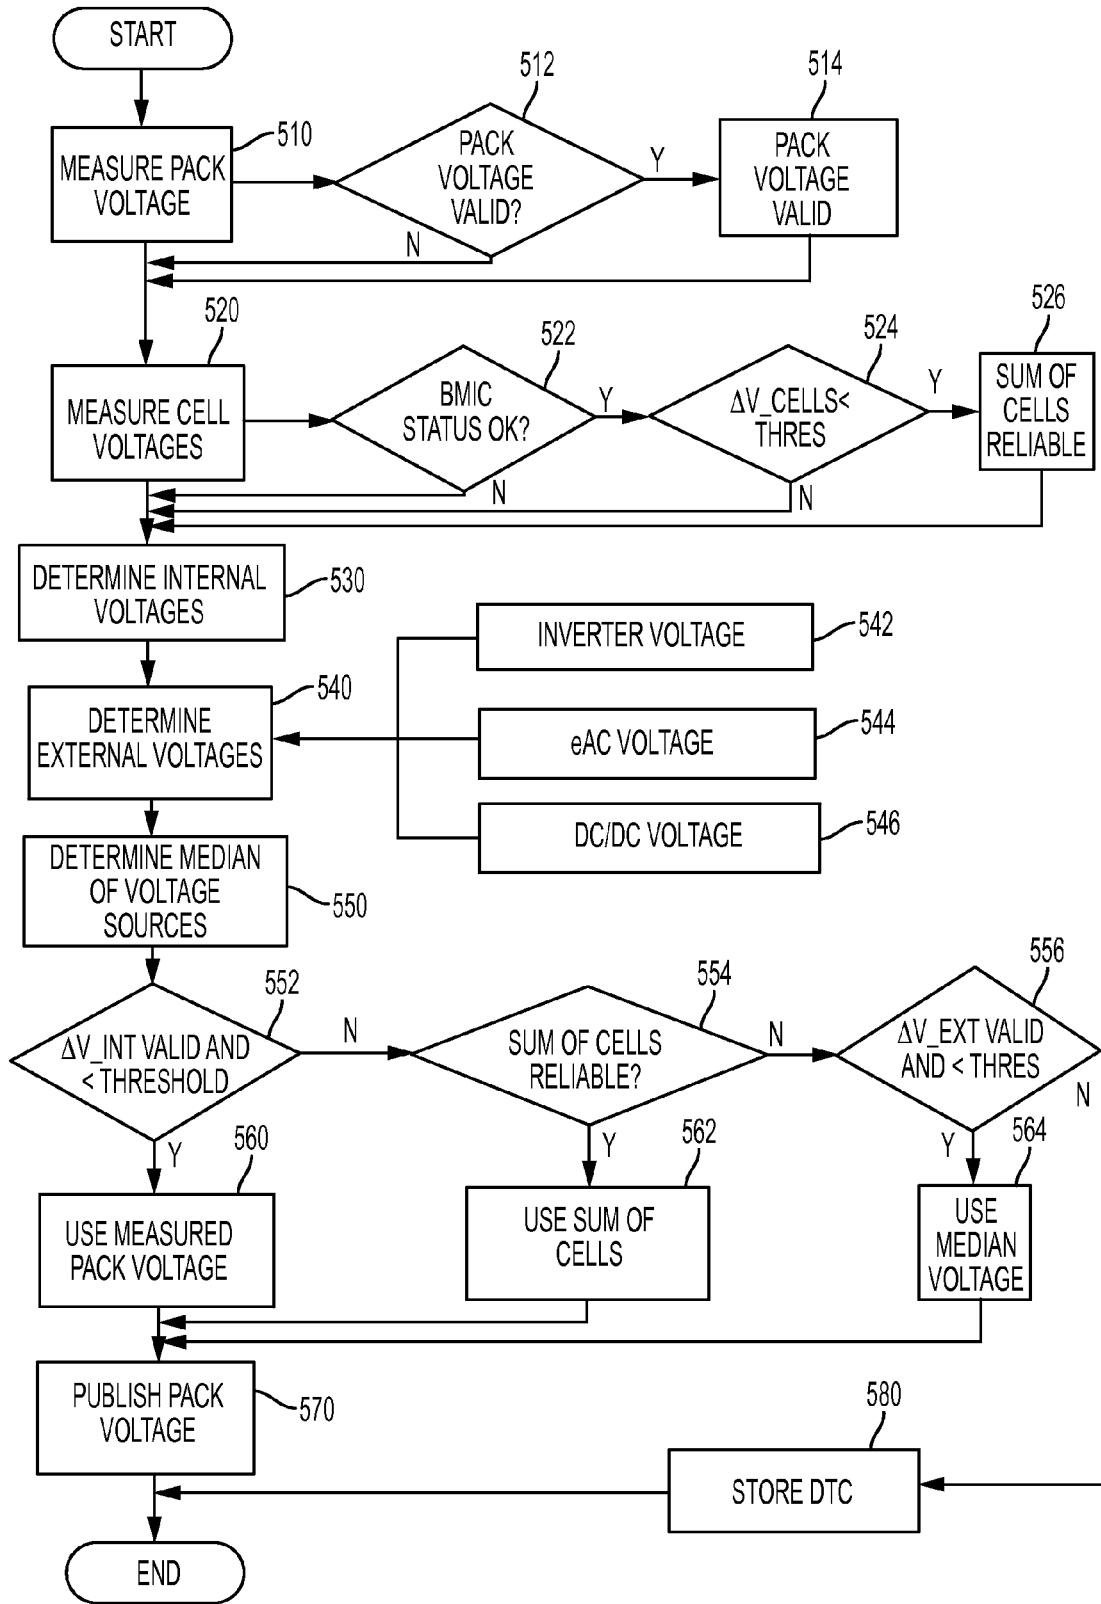 START
510
MEASURE PACK
VOLTAGE
512
PACK
VOLTAGE
VALID?
Y
N
514
PACK
VOLTAGE
VALID
520
MEASURE CELL
VOLTAGES
522
BMIC
STATUS OK?
Y
N
524
ΔV_CELLS<
THRES
Y
N
526
SUM OF
CELLS
RELIABLE
DETERMINE INTERNAL
VOLTAGES
530
INVERTER VOLTAGE
542
540
DETERMINE
EXTERNAL VOLTAGES
eAC VOLTAGE
544
DC/DC VOLTAGE
546
DETERMINE MEDIAN
OF VOLTAGE
SOURCES
550
552
ΔV_INT VALID AND
< THRESHOLD
N
Y
554
SUM OF CELLS
RELIABLE?
N
Y
556
ΔV_EXT VALID
AND < THRES
N
Y
560
USE MEASURED
PACK VOLTAGE
562
USE SUM OF
CELLS
564
USE
MEDIAN
VOLTAGE
PUBLISH PACK
VOLTAGE
570
580
STORE DTC
END